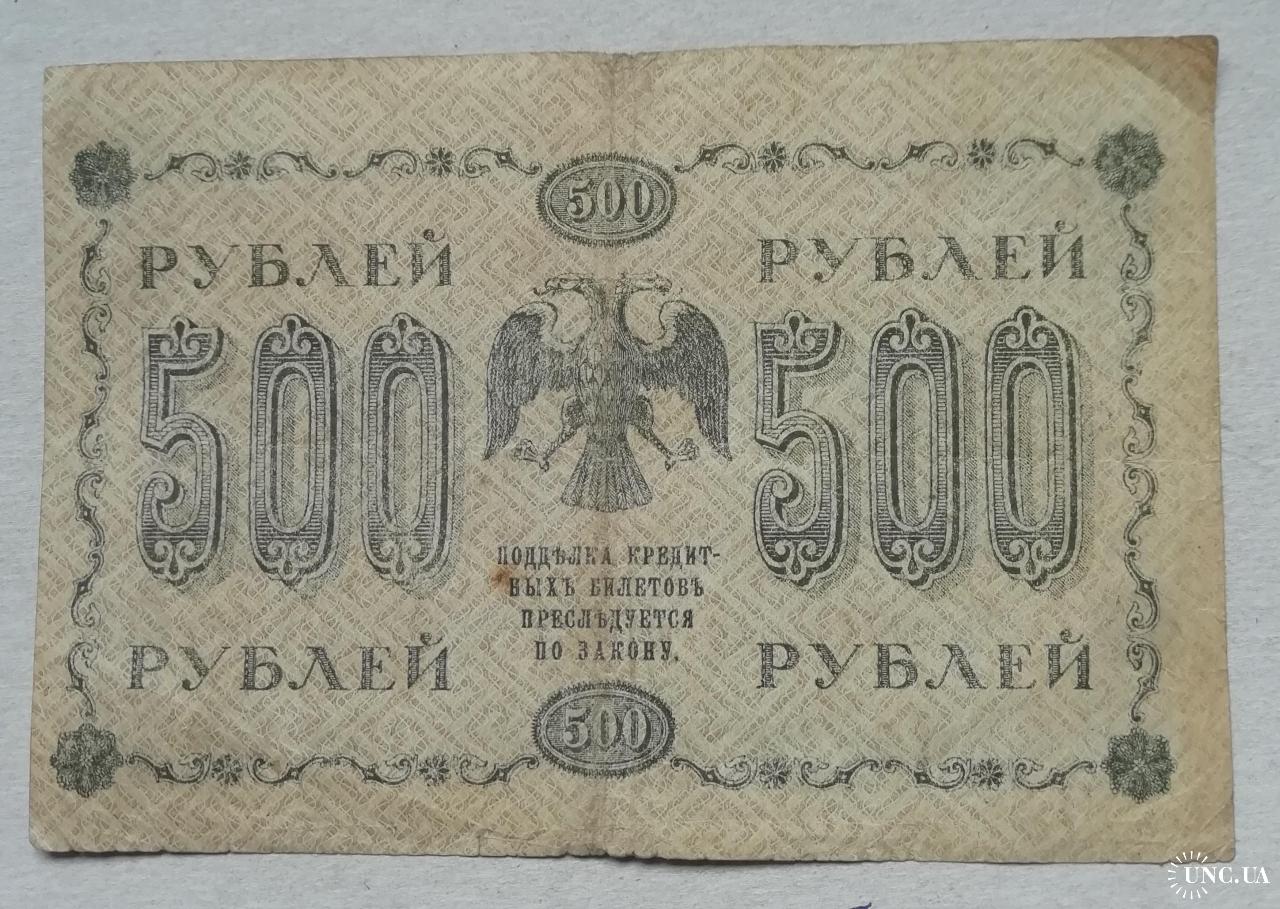 500
РУБЛЕЙ РУБЛЕЙ
500 500
ПОДДѢЛКА КРЕДИТ-
НЫХЪ БИЛЕТОВЪ
ПРЕСЛѢДУЕТСЯ
ПО ЗАКОНУ.
РУБЛЕЙ РУБЛЕЙ
500
UNC.UA